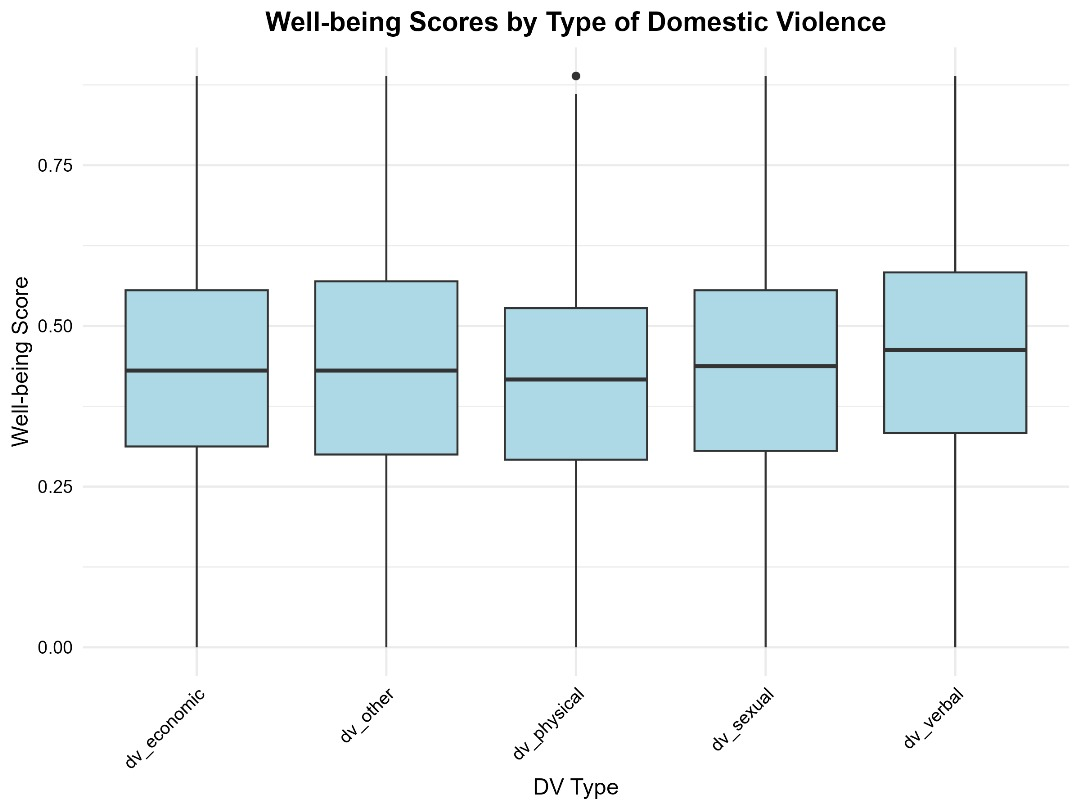 Well-being Scores by Type of Domestic Violence
Well-being Score
0.75
0.50
0.25
0.00
dv_economic
dv_other
dv_physical
dv_sexual
dv_verbal
DV Type